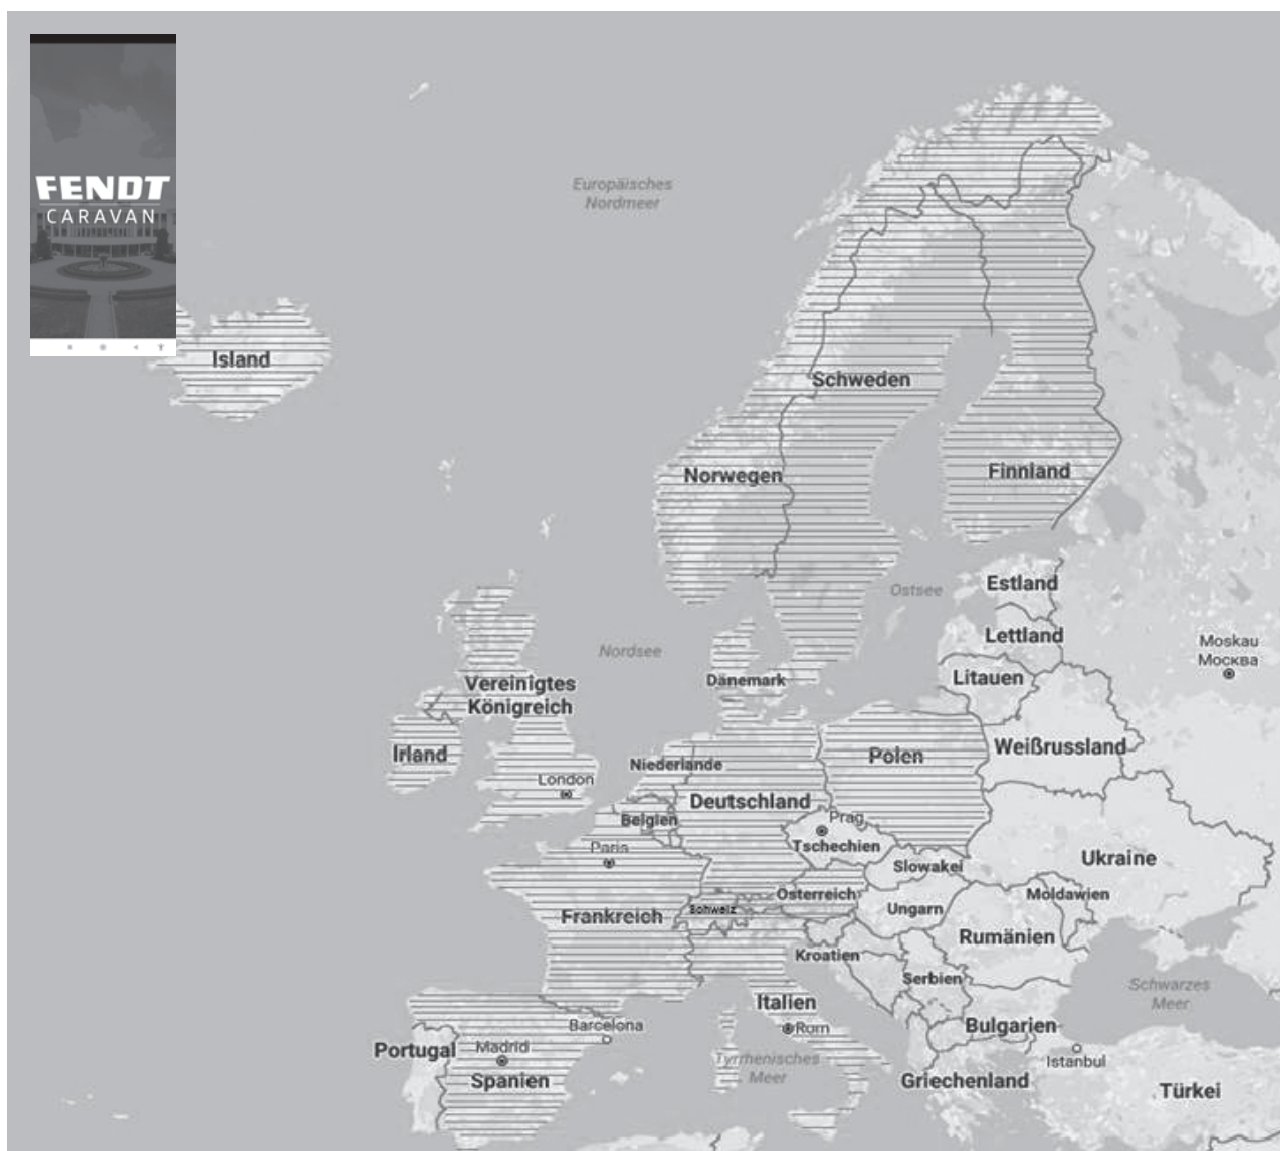 FENDT
CARAVAN
Europäisches
Nordmeer
Island
Schweden
Norwegen
Finnland
Estland
Ostsee
Lettland
Moskau
Москва
Nordsee
Litauen
Dänemark
Vereinigtes
Königreich
Irland
Weißrussland
Polen
Niederlande
London
Deutschland
Belgien
Prag
Paris
Tschechien
Ukraine
Slowakei
Österreich
Moldawien
Schweiz
Ungarn
Frankreich
Rumänien
Kroatien
Serbien
Schwarzes
Meer
Italien
Barcelona
Rom
Bulgarien
Portugal
Madrid
Tyrrhenisches
Meer
Istanbul
Spanien
Griechenland
Türkei